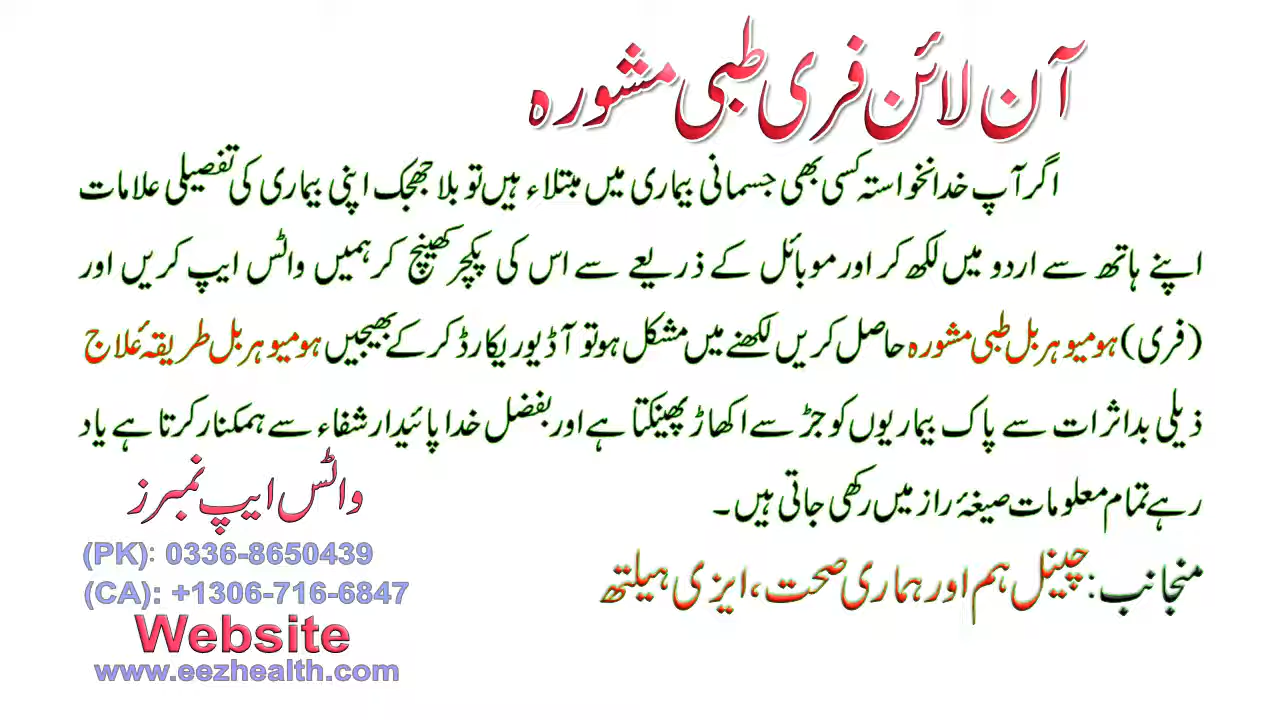 آن لائن فری طبی مشورہ
اگر آپ خدانخواستہ کسی بھی جسمانی بیماری میں مبتلاء ہیں تو بلا جھجک اپنی بیماری کی تفصیلی علامات
اپنے ہاتھ سے اردو میں لکھ کر اور موبائل کے ذریعے سے اس کی پکچر کھینچ کر ہمیں واٹس ایپ کریں اور
(فری) ہومیو ہربل طبی مشورہ حاصل کریں لکھنے میں مشکل ہو تو آڈیو ریکارڈ کر کے بھیجیں ہومیو ہربل طریقہ علاج
ذیلی بد اثرات سے پاک بیماریوں کو جڑ سے اکھاڑ پھینکتا ہے اور بفضل خدا پائیدار شفاء سے ہمکنار کرتا ہے یاد
رہے تمام معلومات صیغۂ راز میں رکھی جاتی ہیں۔
منجانب: چینل ہم اور ہماری صحت، ایزی ہیلتھ
واٹس ایپ نمبرز
(PK): 0336-8650439
(CA): +1306-716-6847
Website
www.eezhealth.com